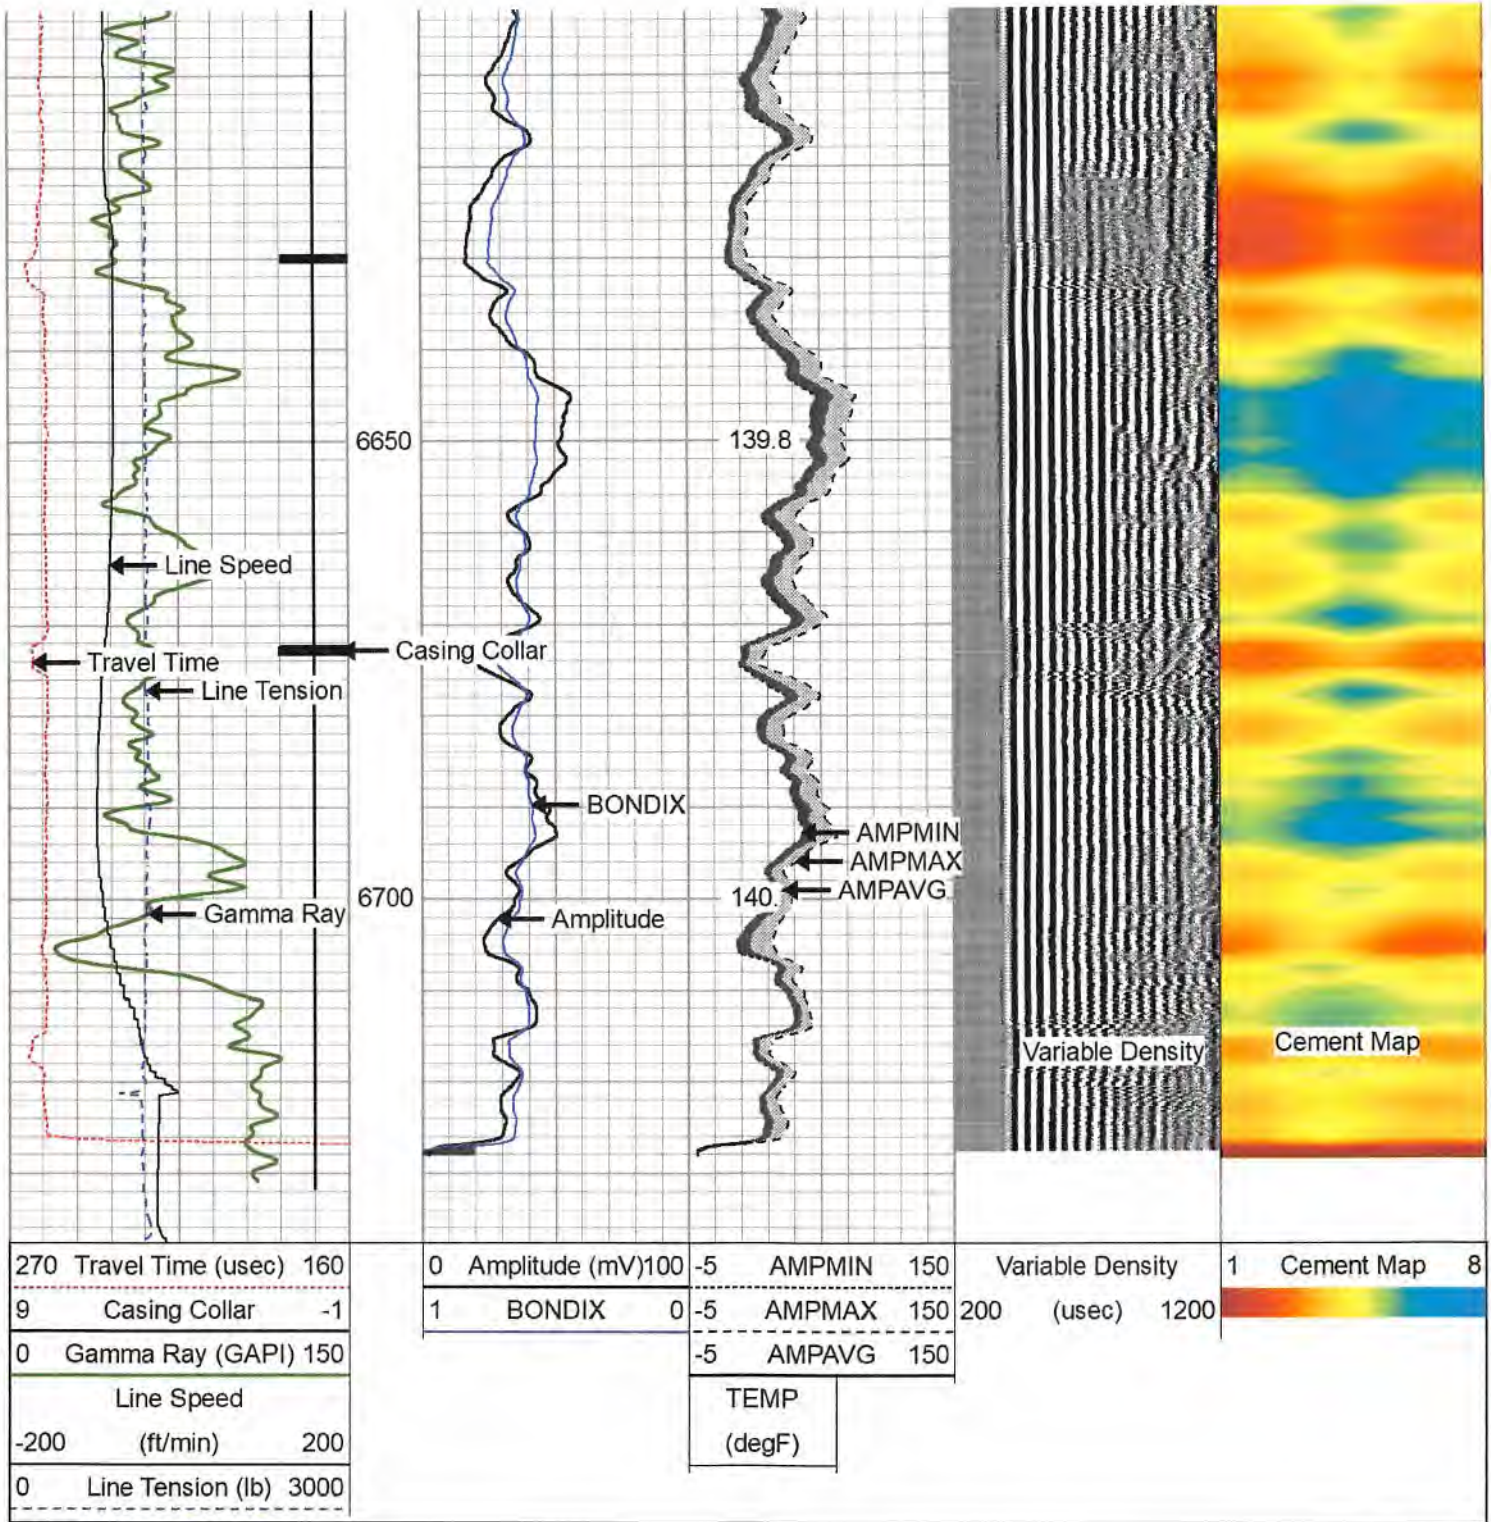 6650
139.8
Line Speed
Casing Collar
Travel Time
Line Tension
BONDIX
AMPMIN
AMPMAX
AMPAVG
140.
6700
Gamma Ray
Amplitude
Variable Density
Cement Map
270 Travel Time (usec) 160
9 Casing Collar -1
0 Gamma Ray (GAPI) 150
Line Speed
-200 (ft/min) 200
0 Line Tension (lb) 3000
0 Amplitude (mV) 100
1 BONDIX 0
-5 AMPMIN 150
-5 AMPMAX 150
-5 AMPAVG 150
TEMP
(degF)
Variable Density
200 (usec) 1200
1 Cement Map 8